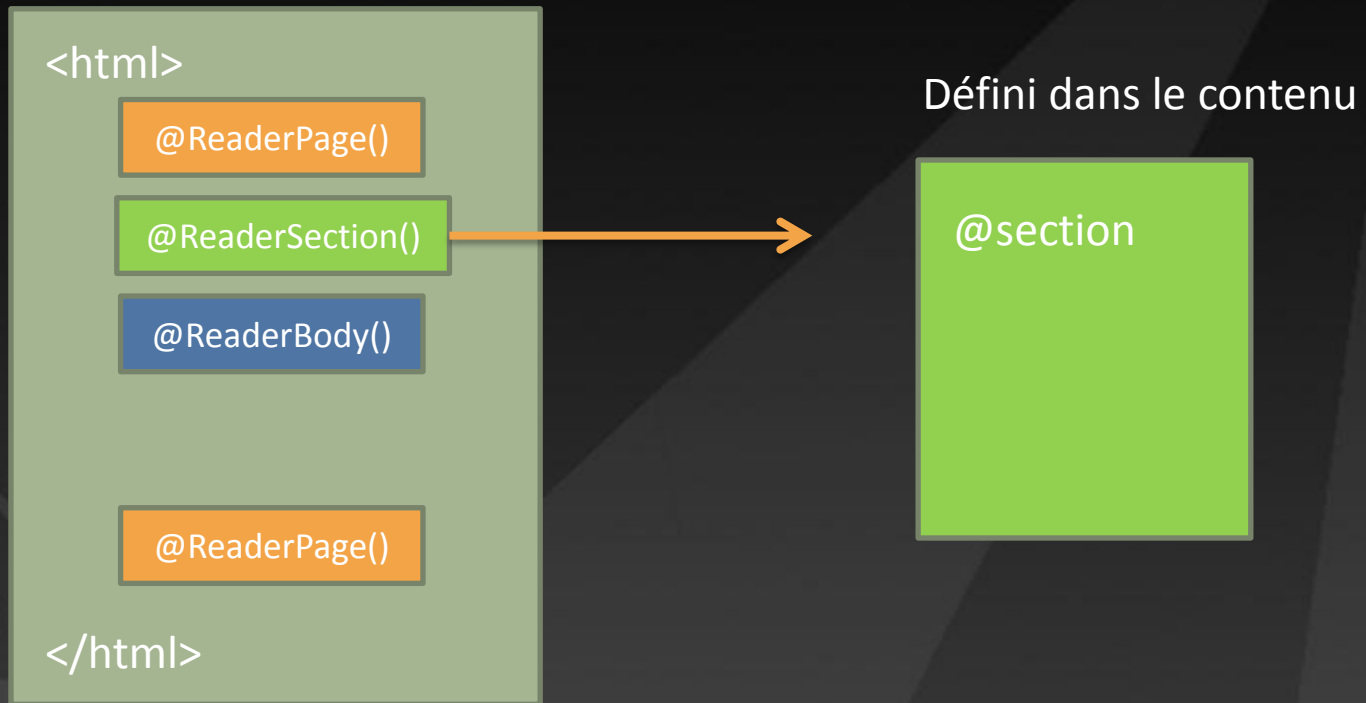 <html>
@ReaderPage()
@ReaderSection()
@ReaderBody()
@ReaderPage()
</html>
Défini dans le contenu
@section